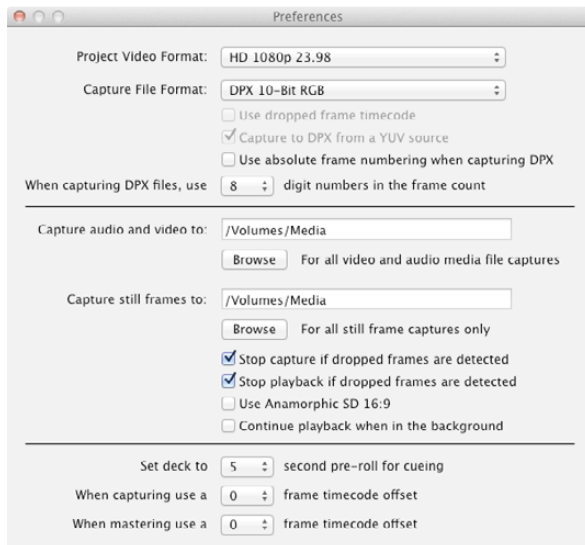 Preferences
Project Video Format: HD 1080p 23.98
Capture File Format: DPX 10-Bit RGB
Use dropped frame timecode
Capture to DPX from a YUV source
Use absolute frame numbering when capturing DPX
When capturing DPX files, use 8 digit numbers in the frame count
Capture audio and video to: /Volumes/Media
Browse For all video and audio media file captures
Capture still frames to: /Volumes/Media
Browse For all still frame captures only
Stop capture if dropped frames are detected
Stop playback if dropped frames are detected
Use Anamorphic SD 16:9
Continue playback when in the background
Set deck to 5 second pre-roll for cueing
When capturing use a 0 frame timecode offset
When mastering use a 0 frame timecode offset